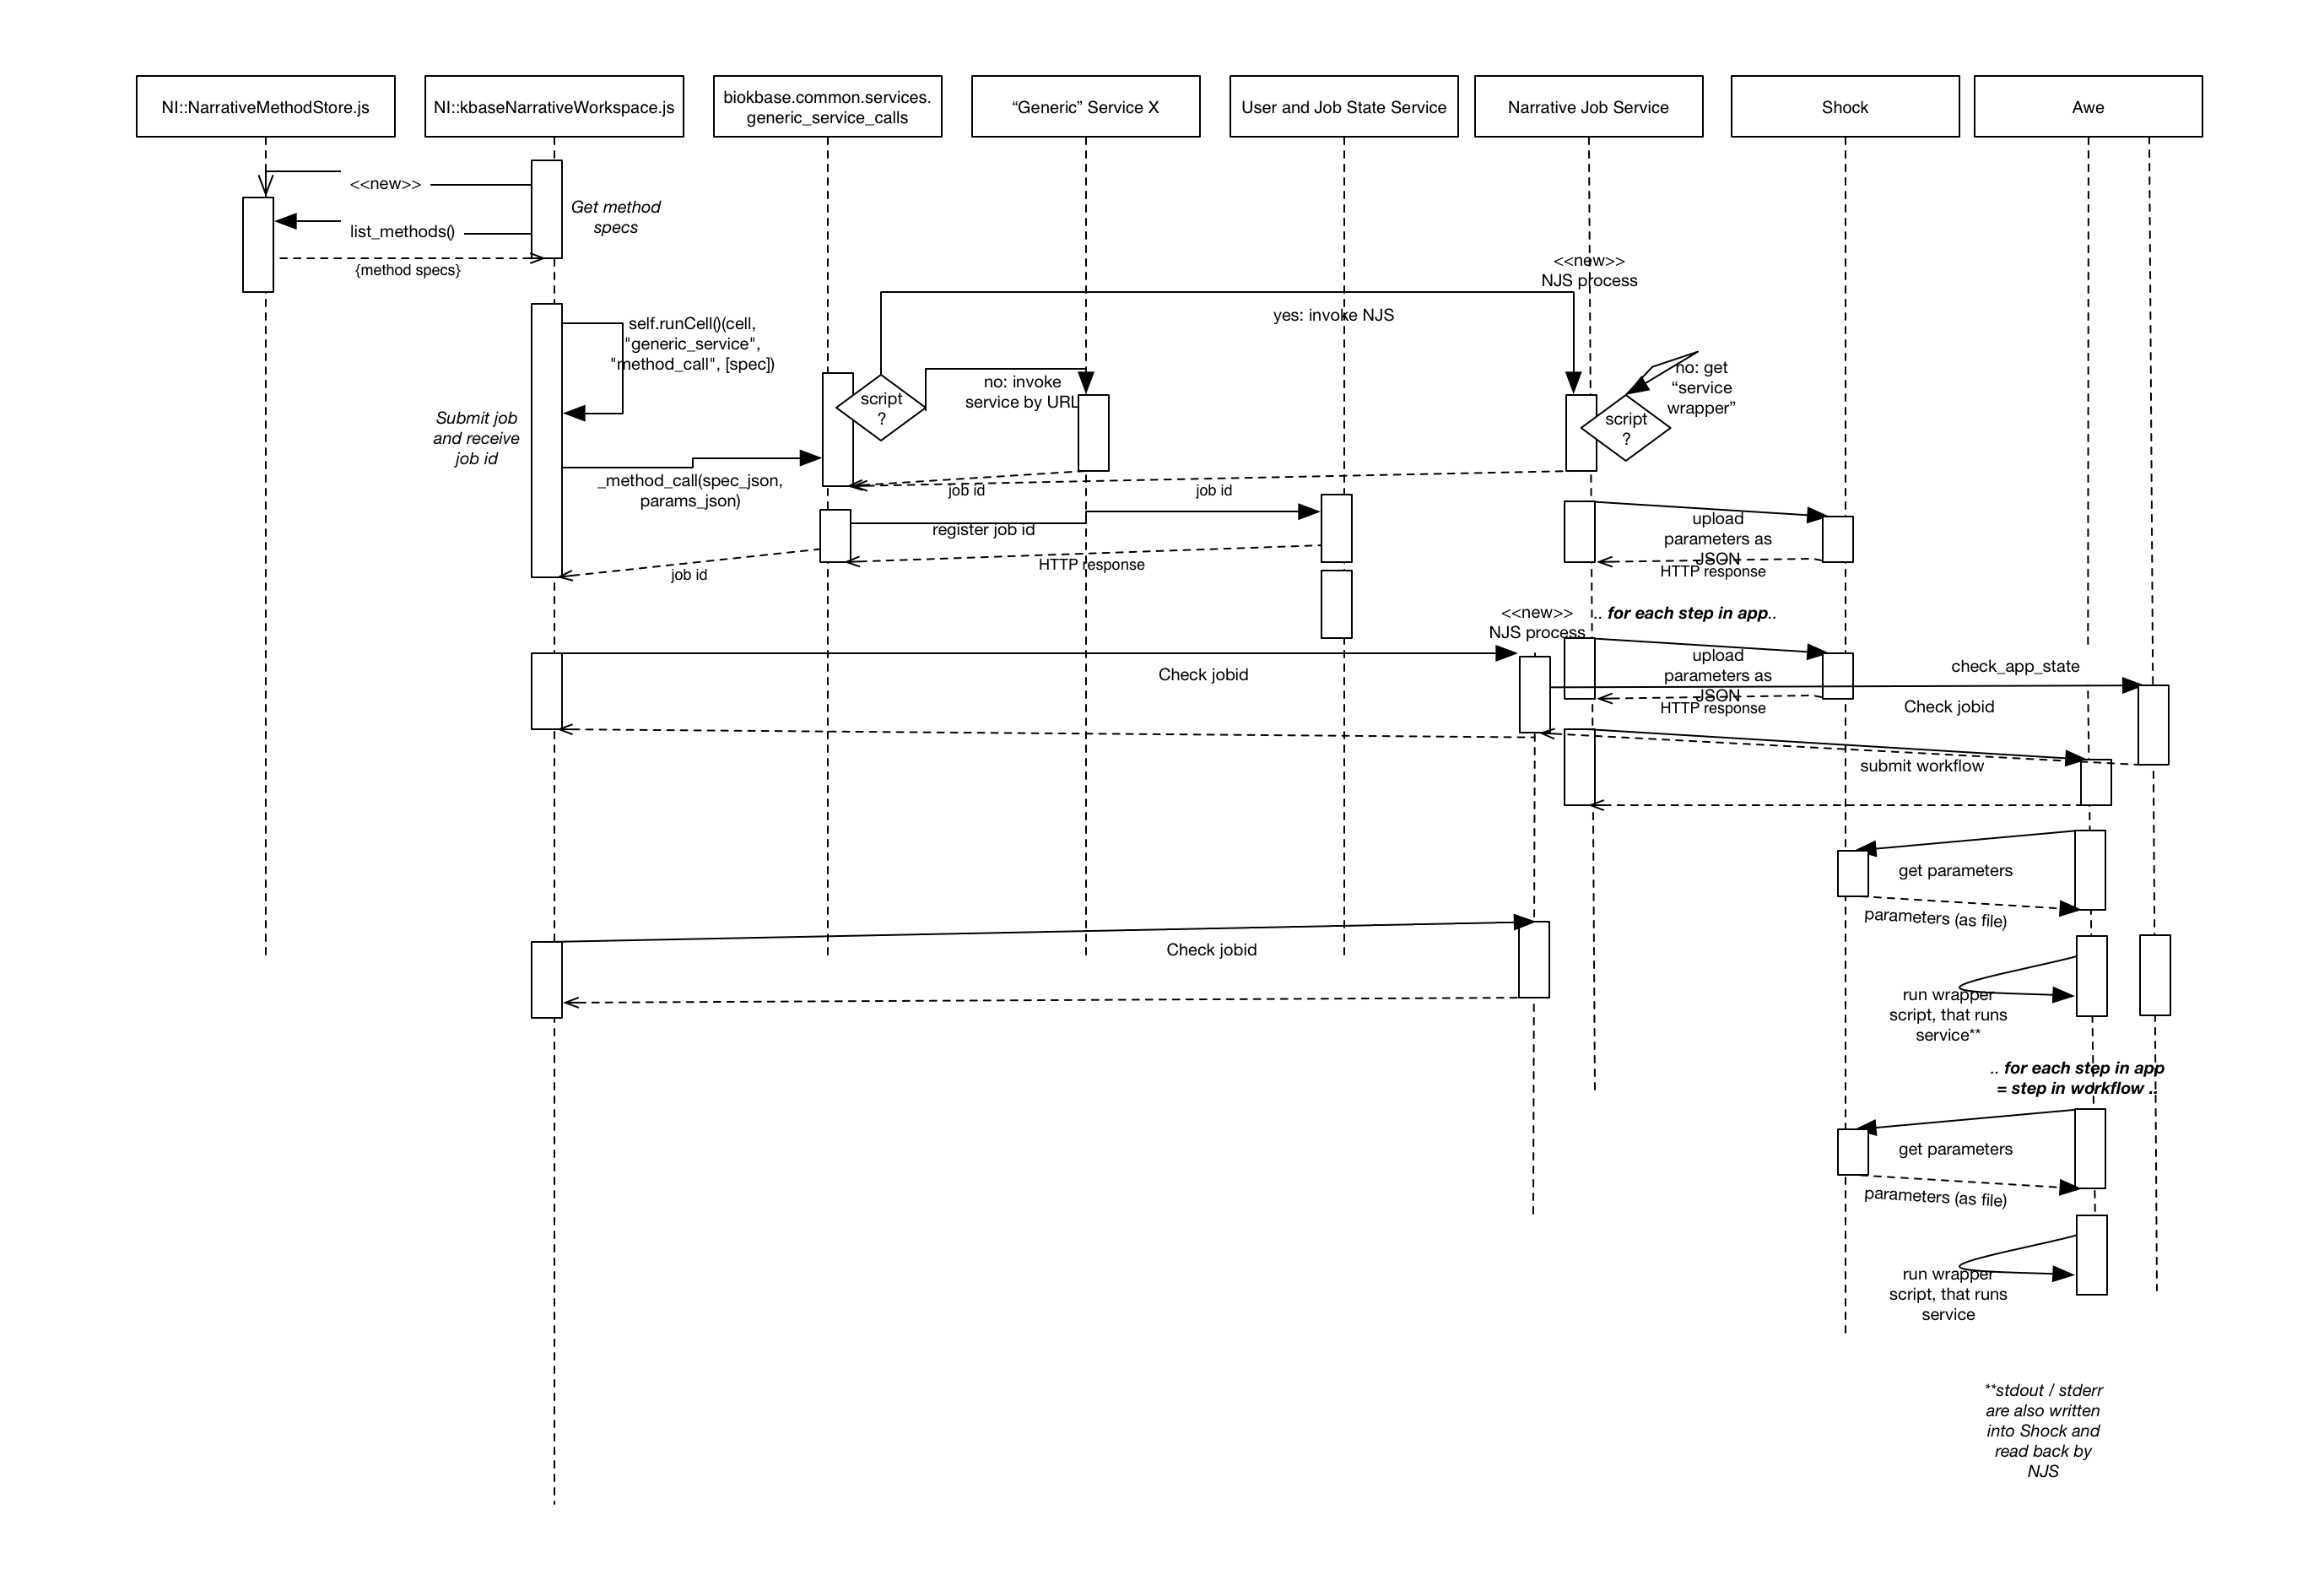 NI::NarrativeMethodStore.js
NI::kbaseNarrativeWorkspace.js
biokbase.common.services.
generic_service_calls
“Generic” Service X
User and Job State Service
Narrative Job Service
Shock
Awe
<<new>>
Get method
specs
list_methods()
{method specs}
<<new>>
NJS process
yes: invoke NJS
self.runCell()(cell,
"generic_service",
"method_call", [spec])
no: invoke
service by URL
script
?
no: get
“service
wrapper”
script
?
Submit job
and receive
job id
_method_call(spec_json,
params_json)
job id
job id
register job id
HTTP response
job id
upload
parameters as
JSON
HTTP response
<<new>>
NJS process
.. for each step in app..
upload
parameters as
JSON
HTTP response
Check jobid
check_app_state
Check jobid
submit workflow
get parameters
parameters (as file)
Check jobid
run wrapper
script, that runs
service**
.. for each step in app
= step in workflow ..
get parameters
parameters (as file)
run wrapper
script, that runs
service
**stdout / stderr
are also written
into Shock and
read back by
NJS